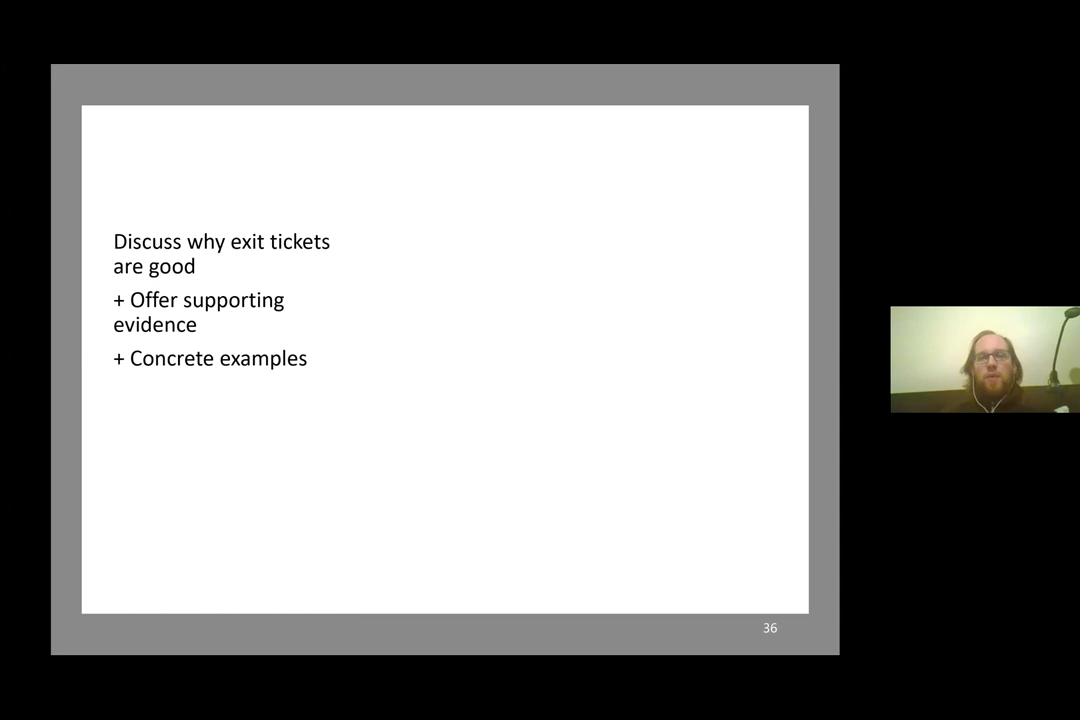 Discuss why exit tickets
are good
+ Offer supporting
evidence
+ Concrete examples
36